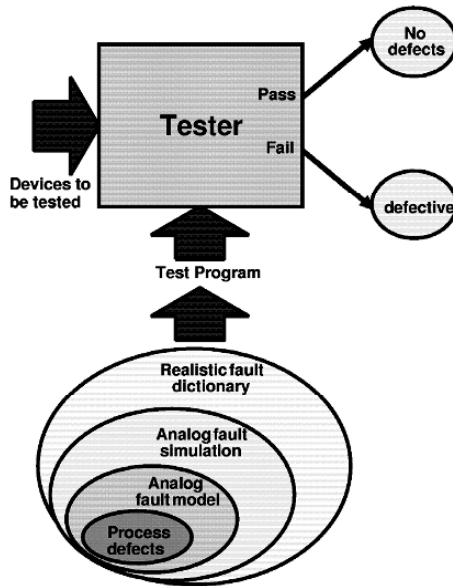 No
defects
Pass
Tester
Fail
Devices to
be tested
defective
Test Program
Realistic fault
dictionary
Analog fault
simulation
Analog
fault model
Process
defects